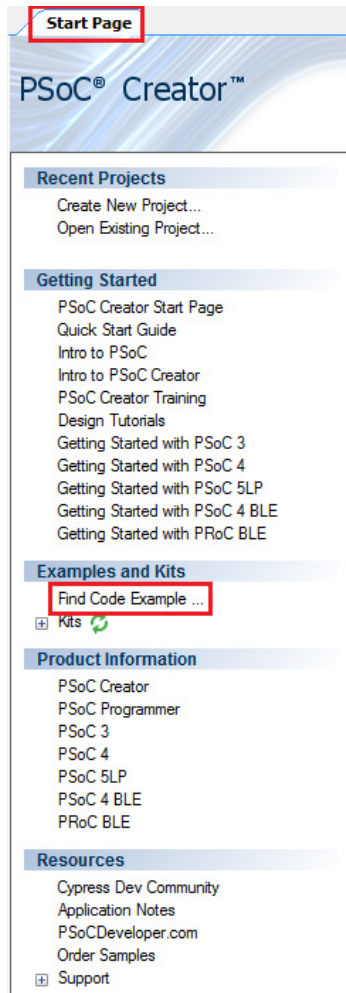 Start Page
PSoC® Creator™
Recent Projects
Create New Project...
Open Existing Project...
Getting Started
PSoC Creator Start Page
Quick Start Guide
Intro to PSoC
Intro to PSoC Creator
PSoC Creator Training
Design Tutorials
Getting Started with PSoC 3
Getting Started with PSoC 4
Getting Started with PSoC 5LP
Getting Started with PSoC 4 BLE
Getting Started with PRoC BLE
Examples and Kits
Find Code Example ...
Kits
Product Information
PSoC Creator
PSoC Programmer
PSoC 3
PSoC 4
PSoC 5LP
PSoC 4 BLE
PRoC BLE
Resources
Cypress Dev Community
Application Notes
PSoCDeveloper.com
Order Samples
Support